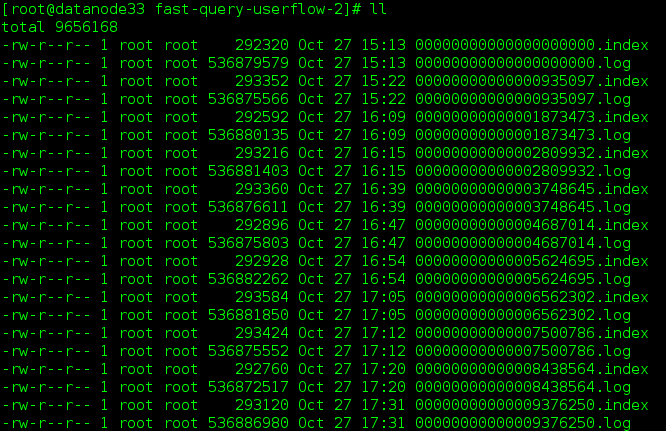 [root@datanode33 fast-query-userflow-2]# ll
total 9656168
-rw-r--r-- 1 root root    292320 Oct 27 15:13 00000000000000000000.index
-rw-r--r-- 1 root root 536879579 Oct 27 15:13 00000000000000000000.log
-rw-r--r-- 1 root root    293352 Oct 27 15:22 00000000000000935097.index
-rw-r--r-- 1 root root 536875566 Oct 27 15:22 00000000000000935097.log
-rw-r--r-- 1 root root    292592 Oct 27 16:09 00000000000001873473.index
-rw-r--r-- 1 root root 536880135 Oct 27 16:09 00000000000001873473.log
-rw-r--r-- 1 root root    293216 Oct 27 16:15 00000000000002809932.index
-rw-r--r-- 1 root root 536881403 Oct 27 16:15 00000000000002809932.log
-rw-r--r-- 1 root root    293360 Oct 27 16:39 00000000000003748645.index
-rw-r--r-- 1 root root 536876611 Oct 27 16:39 00000000000003748645.log
-rw-r--r-- 1 root root    292896 Oct 27 16:47 00000000000004687014.index
-rw-r--r-- 1 root root 536875803 Oct 27 16:47 00000000000004687014.log
-rw-r--r-- 1 root root    292928 Oct 27 16:54 00000000000005624695.index
-rw-r--r-- 1 root root 536882262 Oct 27 16:54 00000000000005624695.log
-rw-r--r-- 1 root root    293584 Oct 27 17:05 00000000000006562302.index
-rw-r--r-- 1 root root 536881850 Oct 27 17:05 00000000000006562302.log
-rw-r--r-- 1 root root    293424 Oct 27 17:12 00000000000007500786.index
-rw-r--r-- 1 root root 536875552 Oct 27 17:12 00000000000007500786.log
-rw-r--r-- 1 root root    292760 Oct 27 17:20 00000000000008438564.index
-rw-r--r-- 1 root root 536872517 Oct 27 17:20 00000000000008438564.log
-rw-r--r-- 1 root root    293120 Oct 27 17:31 00000000000009376250.index
-rw-r--r-- 1 root root 536886980 Oct 27 17:31 00000000000009376250.log